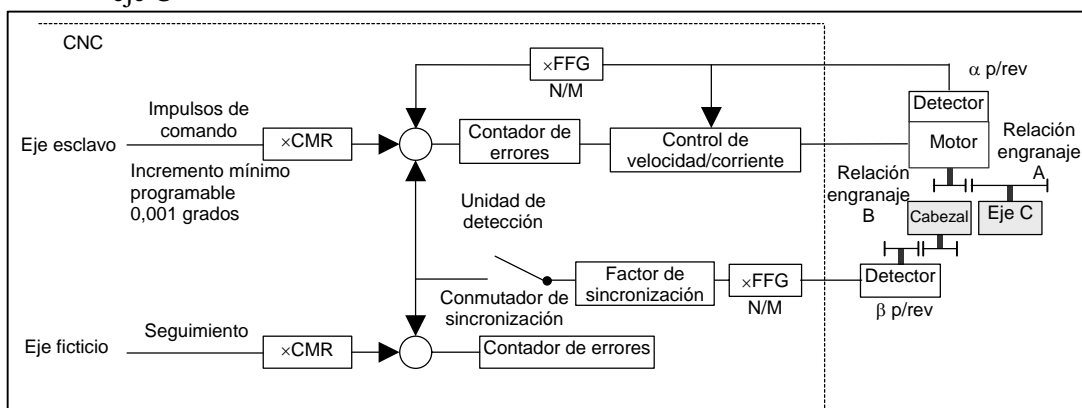 eje C
CNC
×FFG
N/M
α p/rev
Detector
Motor
Relación
engranaje
A
Impulsos de
comando
Eje esclavo
×CMR
Contador de
errores
Control de
velocidad/corriente
Incremento mínimo
programable
0,001 grados
Relación
engranaje
B
Cabezal
Eje C
Unidad de
detección
Factor de
sincronización
×FFG
N/M
Detector
β p/rev
Conmutador de
sincronización
Seguimiento
Eje ficticio
×CMR
Contador de errores